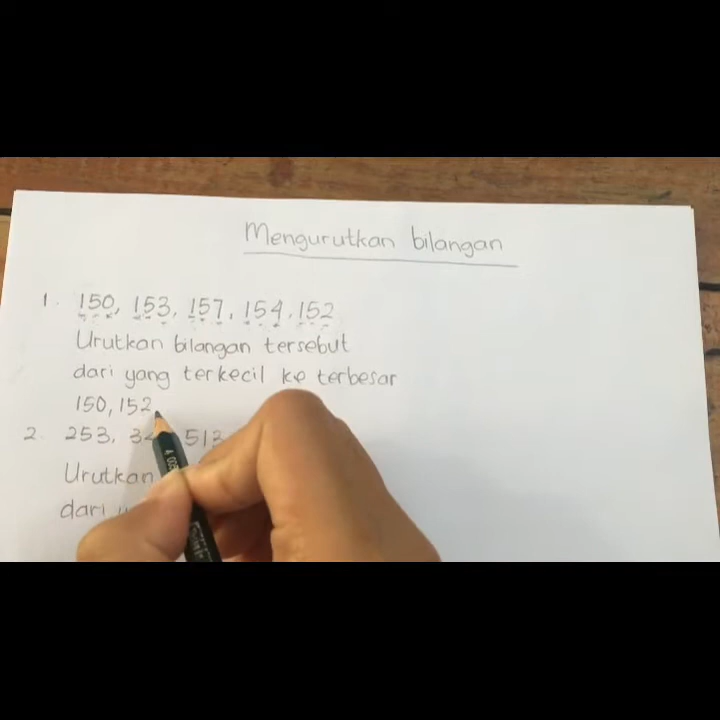 Mengurutkan bilangan
1. 150, 153, 157, 154, 152
Urutkan bilangan tersebut
dari yang terkecil ke terbesar
150, 152,
2. 253, 513
Urutkan
dari